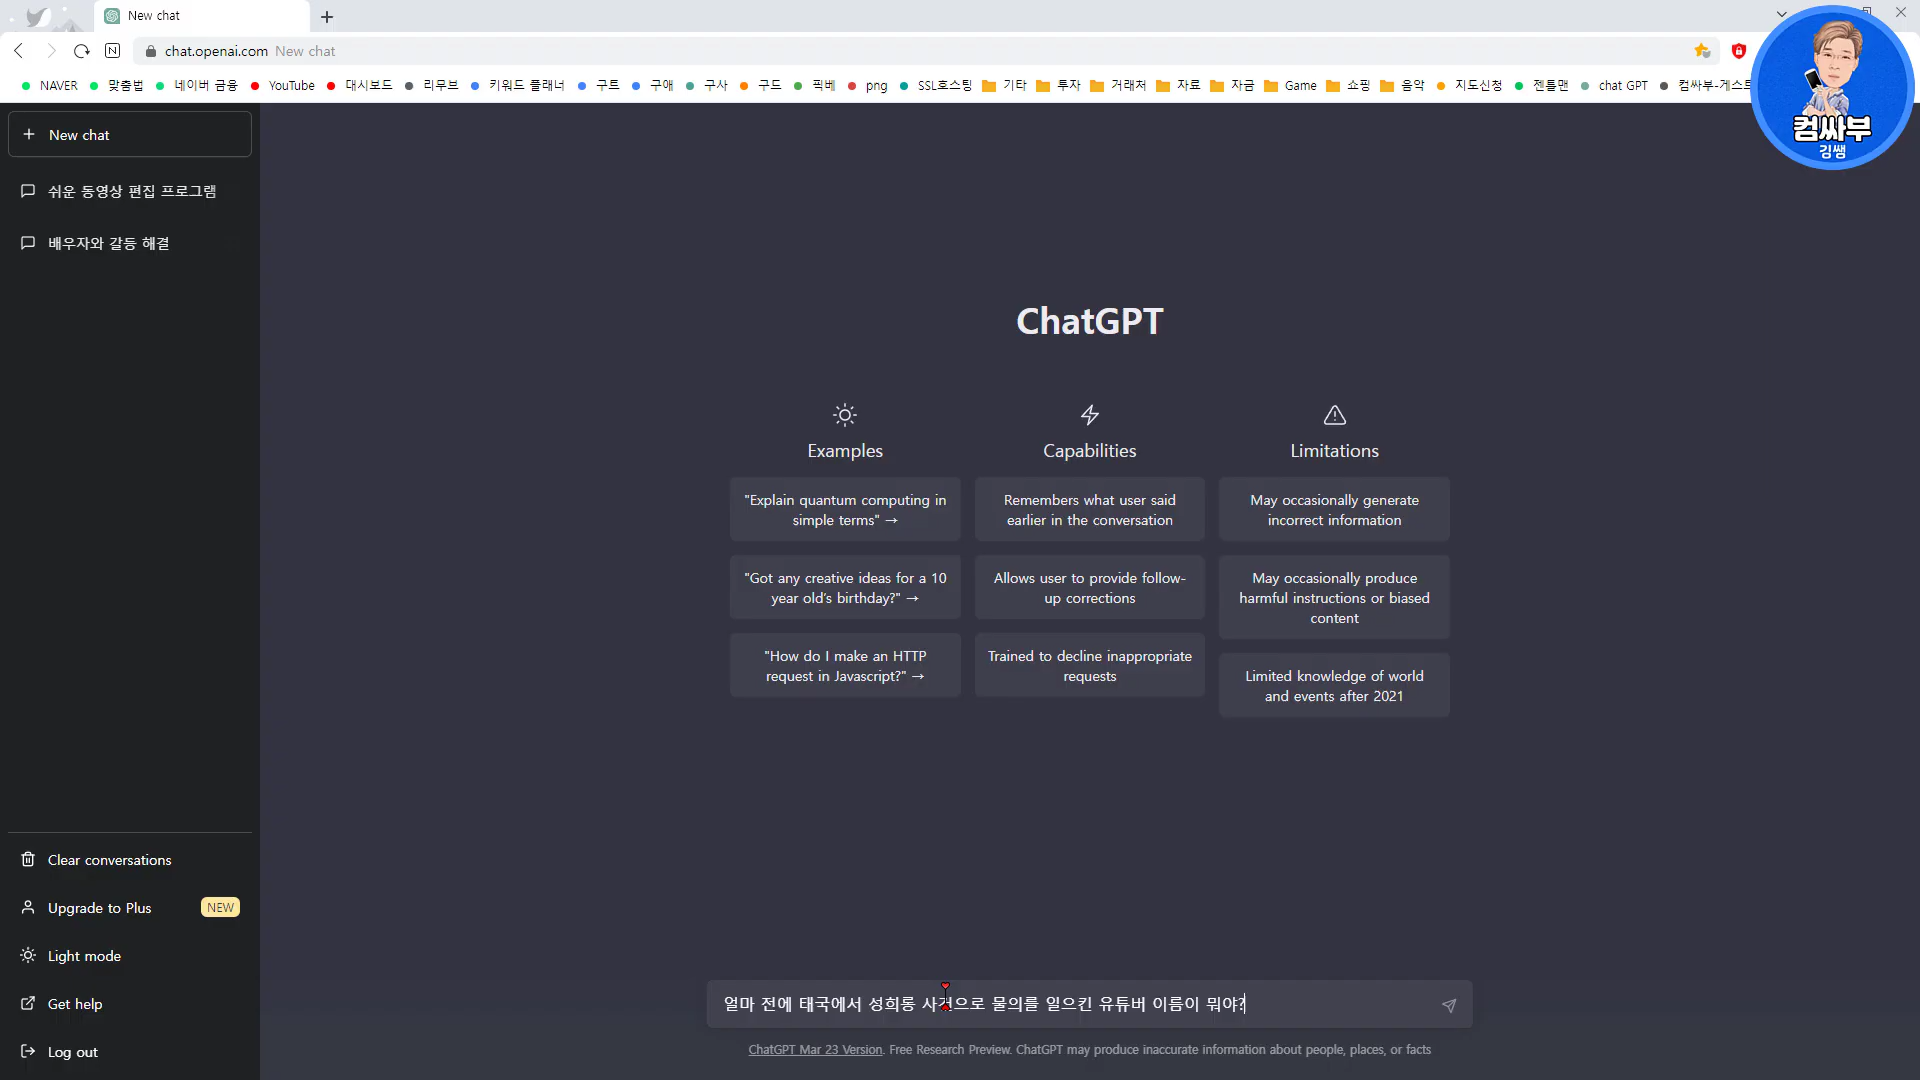 New chat
chat.openai.com New chat
NAVER 맞춤법 네이버 금융 YouTube 대시보드 리무브 키워드 플래너 구트 구애 구사 구드 픽베 png SSL호스팅 기타 투자 거래처 자료 자금 Game 쇼핑 음악 지도신청 젠틀맨 chat GPT 컴싸부-게스트
컴싸부
김쌤
New chat
쉬운 동영상 편집 프로그램
배우자와 갈등 해결
Clear conversations
Upgrade to Plus NEW
Light mode
Get help
Log out
ChatGPT
Examples
"Explain quantum computing in
simple terms" →
"Got any creative ideas for a 10
year old's birthday?" →
"How do I make an HTTP
request in Javascript?" →
Capabilities
Remembers what user said
earlier in the conversation
Allows user to provide follow-
up corrections
Trained to decline inappropriate
requests
Limitations
May occasionally generate
incorrect information
May occasionally produce
harmful instructions or biased
content
Limited knowledge of world
and events after 2021
얼마 전에 태국에서 성희롱 사건으로 물의를 일으킨 유튜버 이름이 뭐야?
ChatGPT Mar 23 Version. Free Research Preview. ChatGPT may produce inaccurate information about people, places, or facts